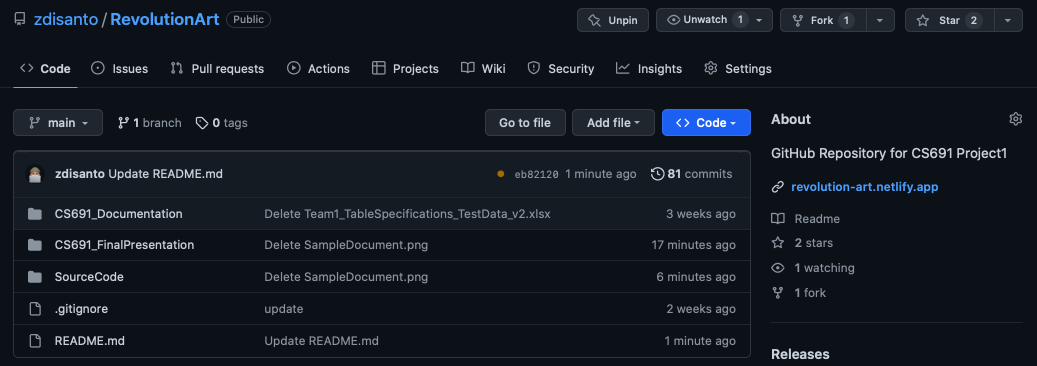 zdisanto / RevolutionArt Public Unpin Unwatch 1 Fork 1 Star 2
Code Issues Pull requests Actions Projects Wiki Security Insights Settings
main 1 branch 0 tags Go to file Add file Code
zdisanto Update README.md eb82120 1 minute ago 81 commits
CS691_Documentation Delete Team1_TableSpecifications_TestData_v2.xlsx 3 weeks ago
CS691_FinalPresentation Delete SampleDocument.png 17 minutes ago
SourceCode Delete SampleDocument.png 6 minutes ago
.gitignore update 2 weeks ago
README.md Update README.md 1 minute ago
About
GitHub Repository for CS691 Project1
revolution-art.netlify.app
Readme
2 stars
1 watching
1 fork
Releases